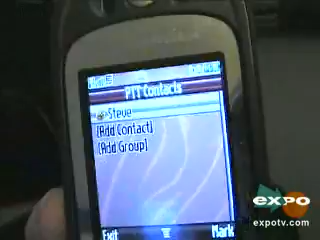 PTT Contacts
Steve
[Add Contact]
[Add Group]
Exit
Mark
EXPO
expotv.com